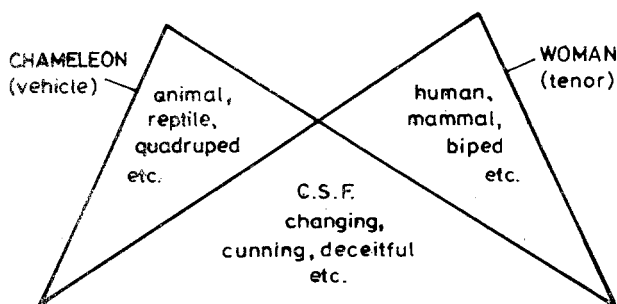 CHAMELEON
(vehicle)
animal,
reptile,
quadruped
etc.
WOMAN
(tenor)
human,
mammal,
biped
etc.
C.S.F.
changing,
cunning, deceitful
etc.